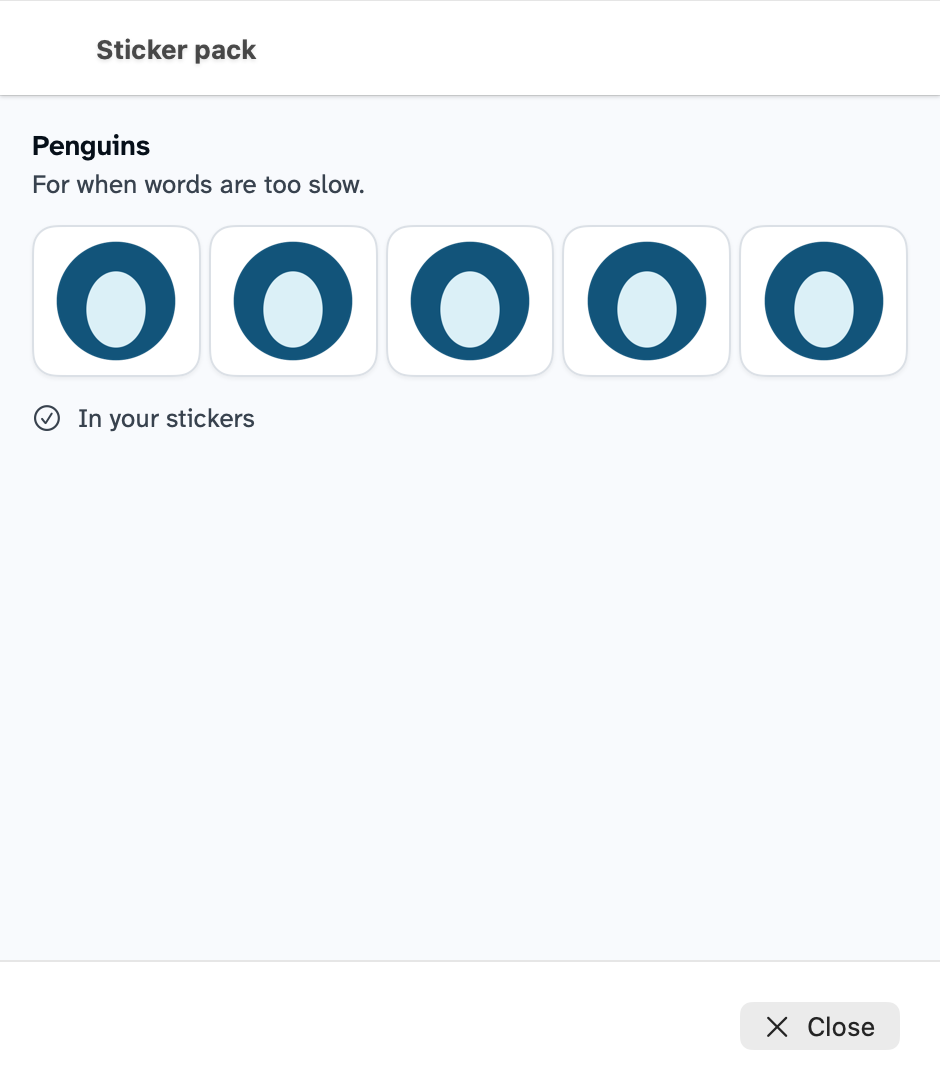 Sticker pack
Penguins
For when words are too slow.
In your stickers
Close